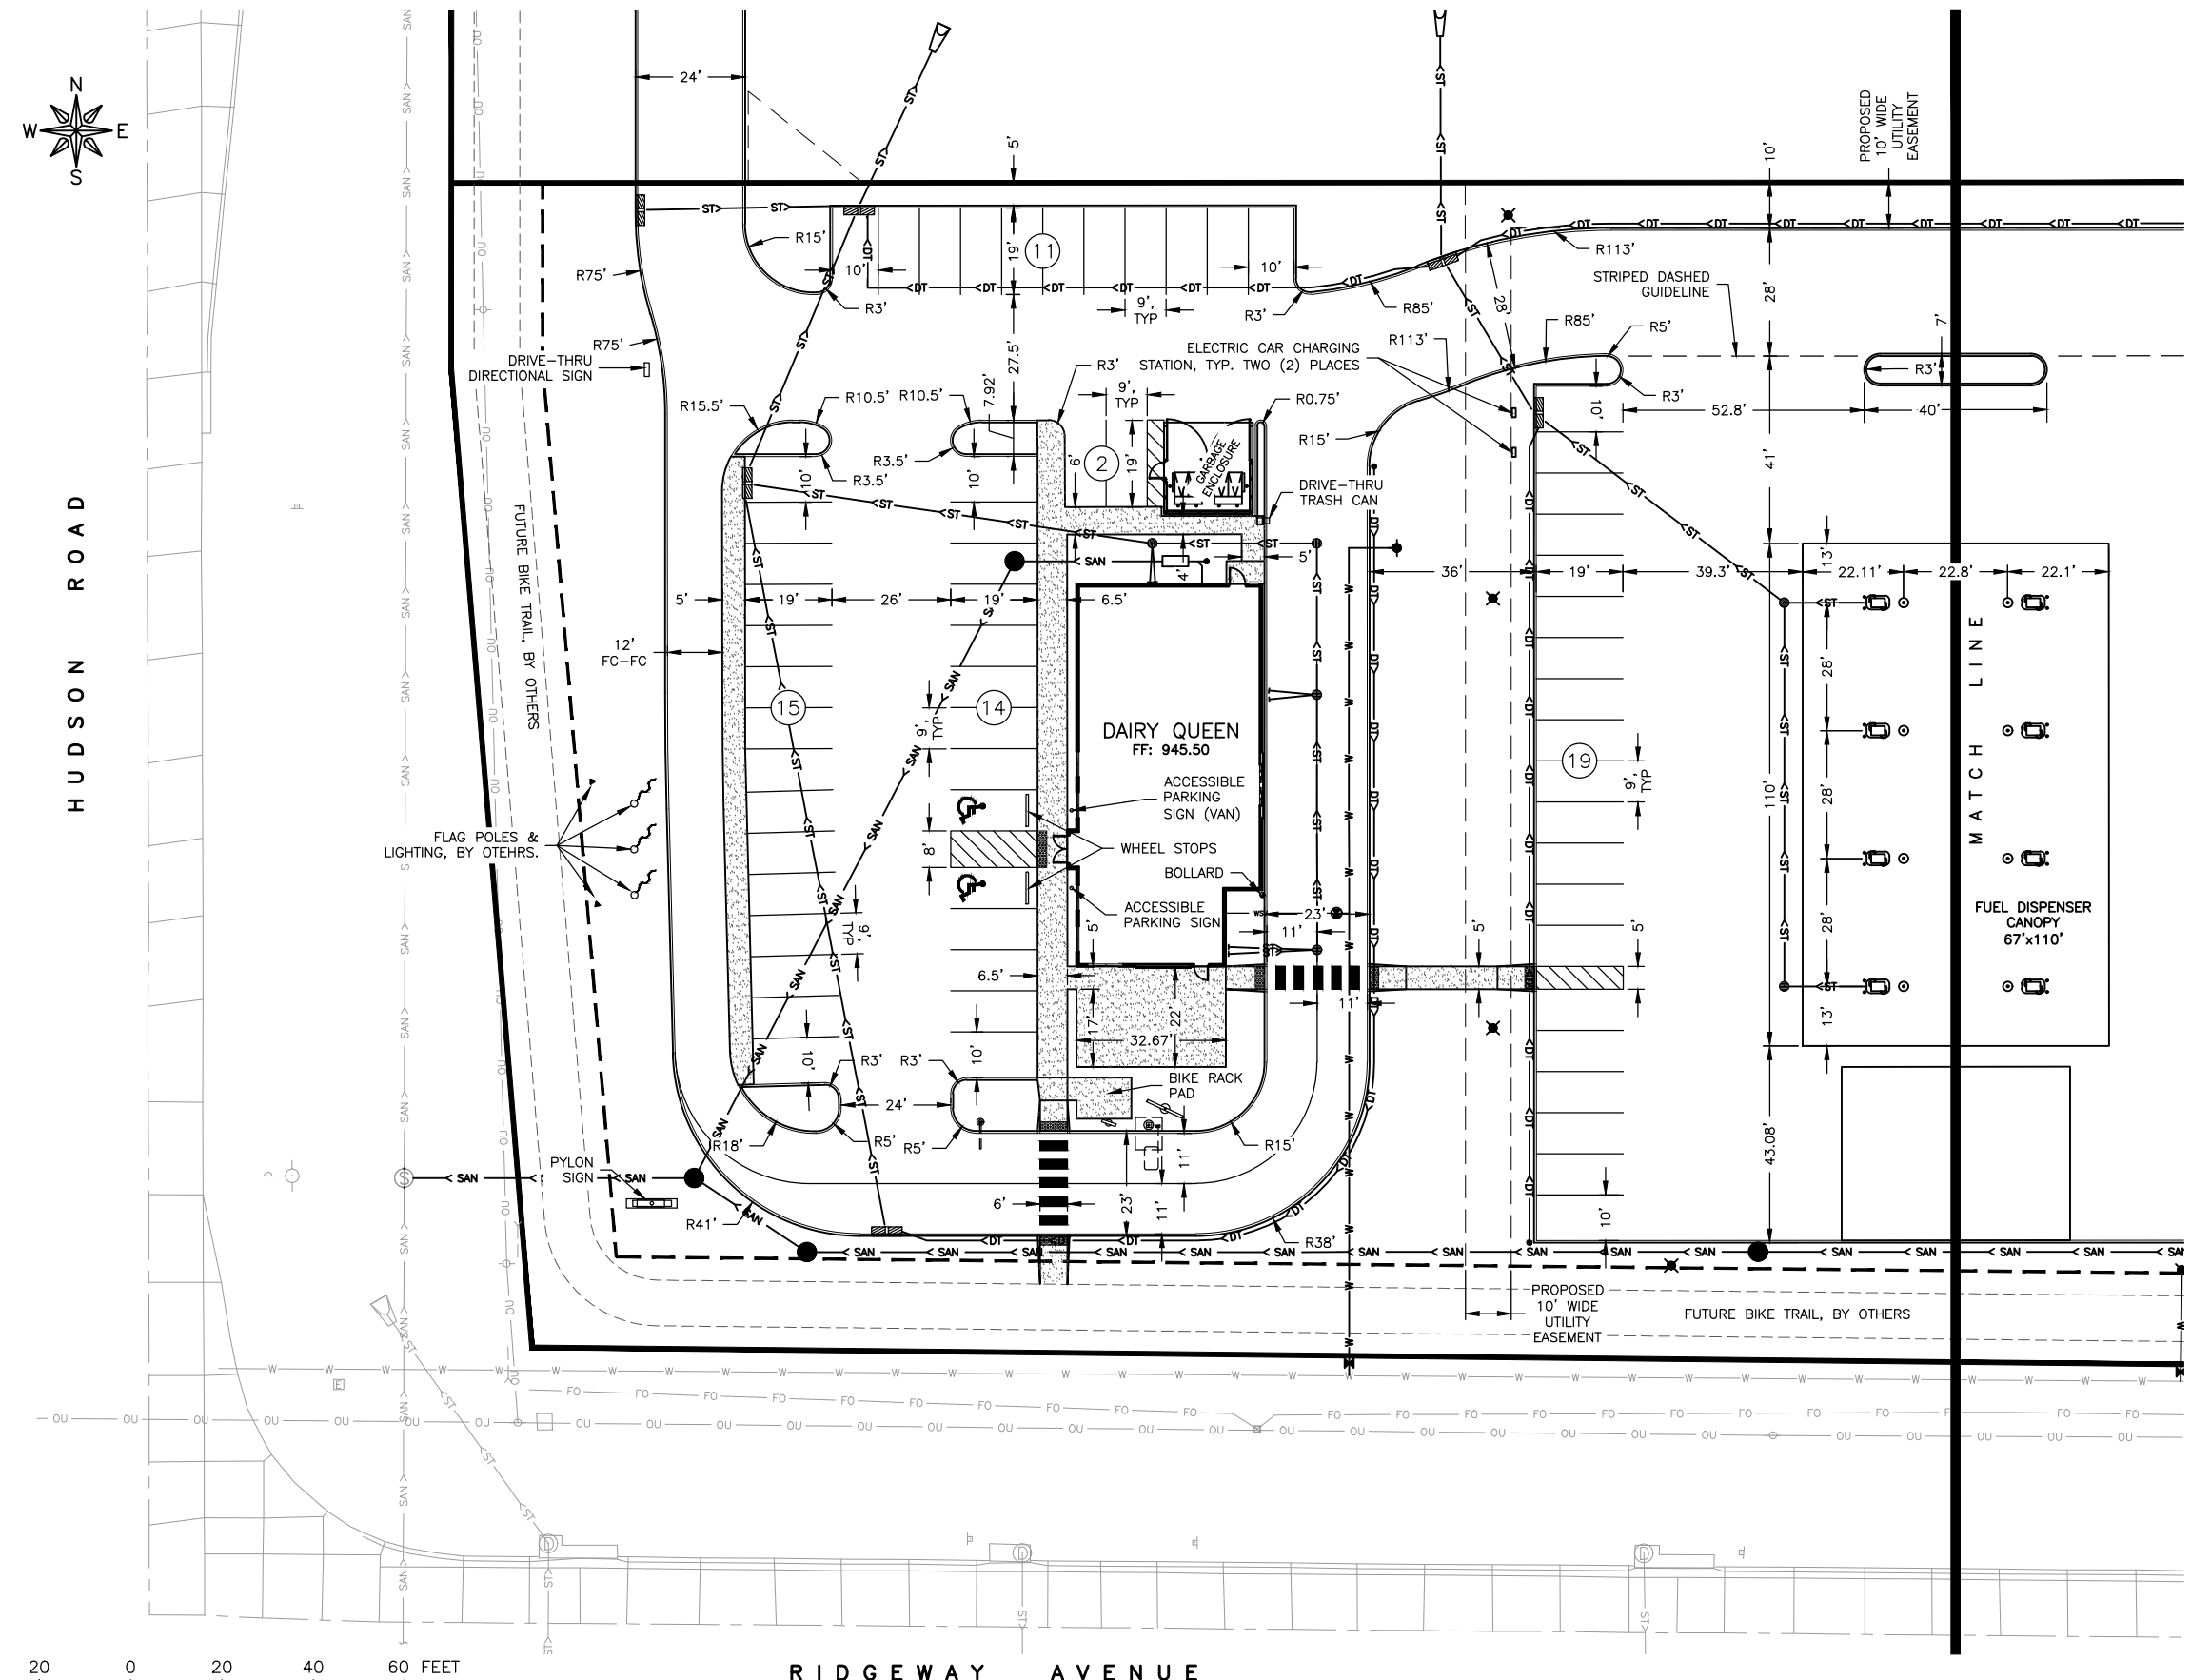 N
W
E
S
HUDSON ROAD
24'
5'
PROPOSED
10' WIDE
UTILITY
EASEMENT
10'
R15'
R75'
10'
19'
11
10'
R113'
STRIPED DASHED
GUIDELINE
28'
R3'
9',
TYP
R3'
R85'
28'
7'
R75'
DRIVE-THRU
DIRECTIONAL SIGN
27.5'
7.92'
ELECTRIC CAR CHARGING
STATION, TYP. TWO (2) PLACES
R113'
R85'
R5'
R3'
R15.5'
R10.5'
R10.5'
R3'
9',
TYP
R0.75'
R15'
10'
R3'
52.8'
40'
R3.5'
R3.5'
10'
10'
6'
2
19'
GARBAGE
ENCLOSURE
DRIVE-THRU
TRASH CAN
41'
FUTURE BIKE TRAIL, BY OTHERS
4'
5'
5'
19'
26'
19'
6.5'
36'
19'
39.3'
13'
22.11'
22.8'
22.1'
12'
FC-FC
15
14
9',
TYP
DAIRY QUEEN
FF: 945.50
19
9',
TYP
110'
28'
28'
28'
13'
MATCH LINE
ACCESSIBLE
PARKING
SIGN (VAN)
FLAG POLES &
LIGHTING, BY OTEHRS.
8'
WHEEL STOPS
BOLLARD
ACCESSIBLE
PARKING SIGN
WS
23'
11'
9',
TYP
5'
5'
5'
FUEL DISPENSER
CANOPY
67'x110'
6.5'
17'
22'
32.67'
11'
10'
R3'
R3'
10'
24'
BIKE RACK
PAD
43.08'
R18'
R5'
R5'
R15'
11'
PYLON
SIGN
R41'
6'
23'
11'
10'
R38'
PROPOSED
10' WIDE
UTILITY
EASEMENT
FUTURE BIKE TRAIL, BY OTHERS
S
SAN
ST
DT
W
OU
FO
E
D
D
D
20 0 20 40 60 FEET
RIDGEWAY AVENUE